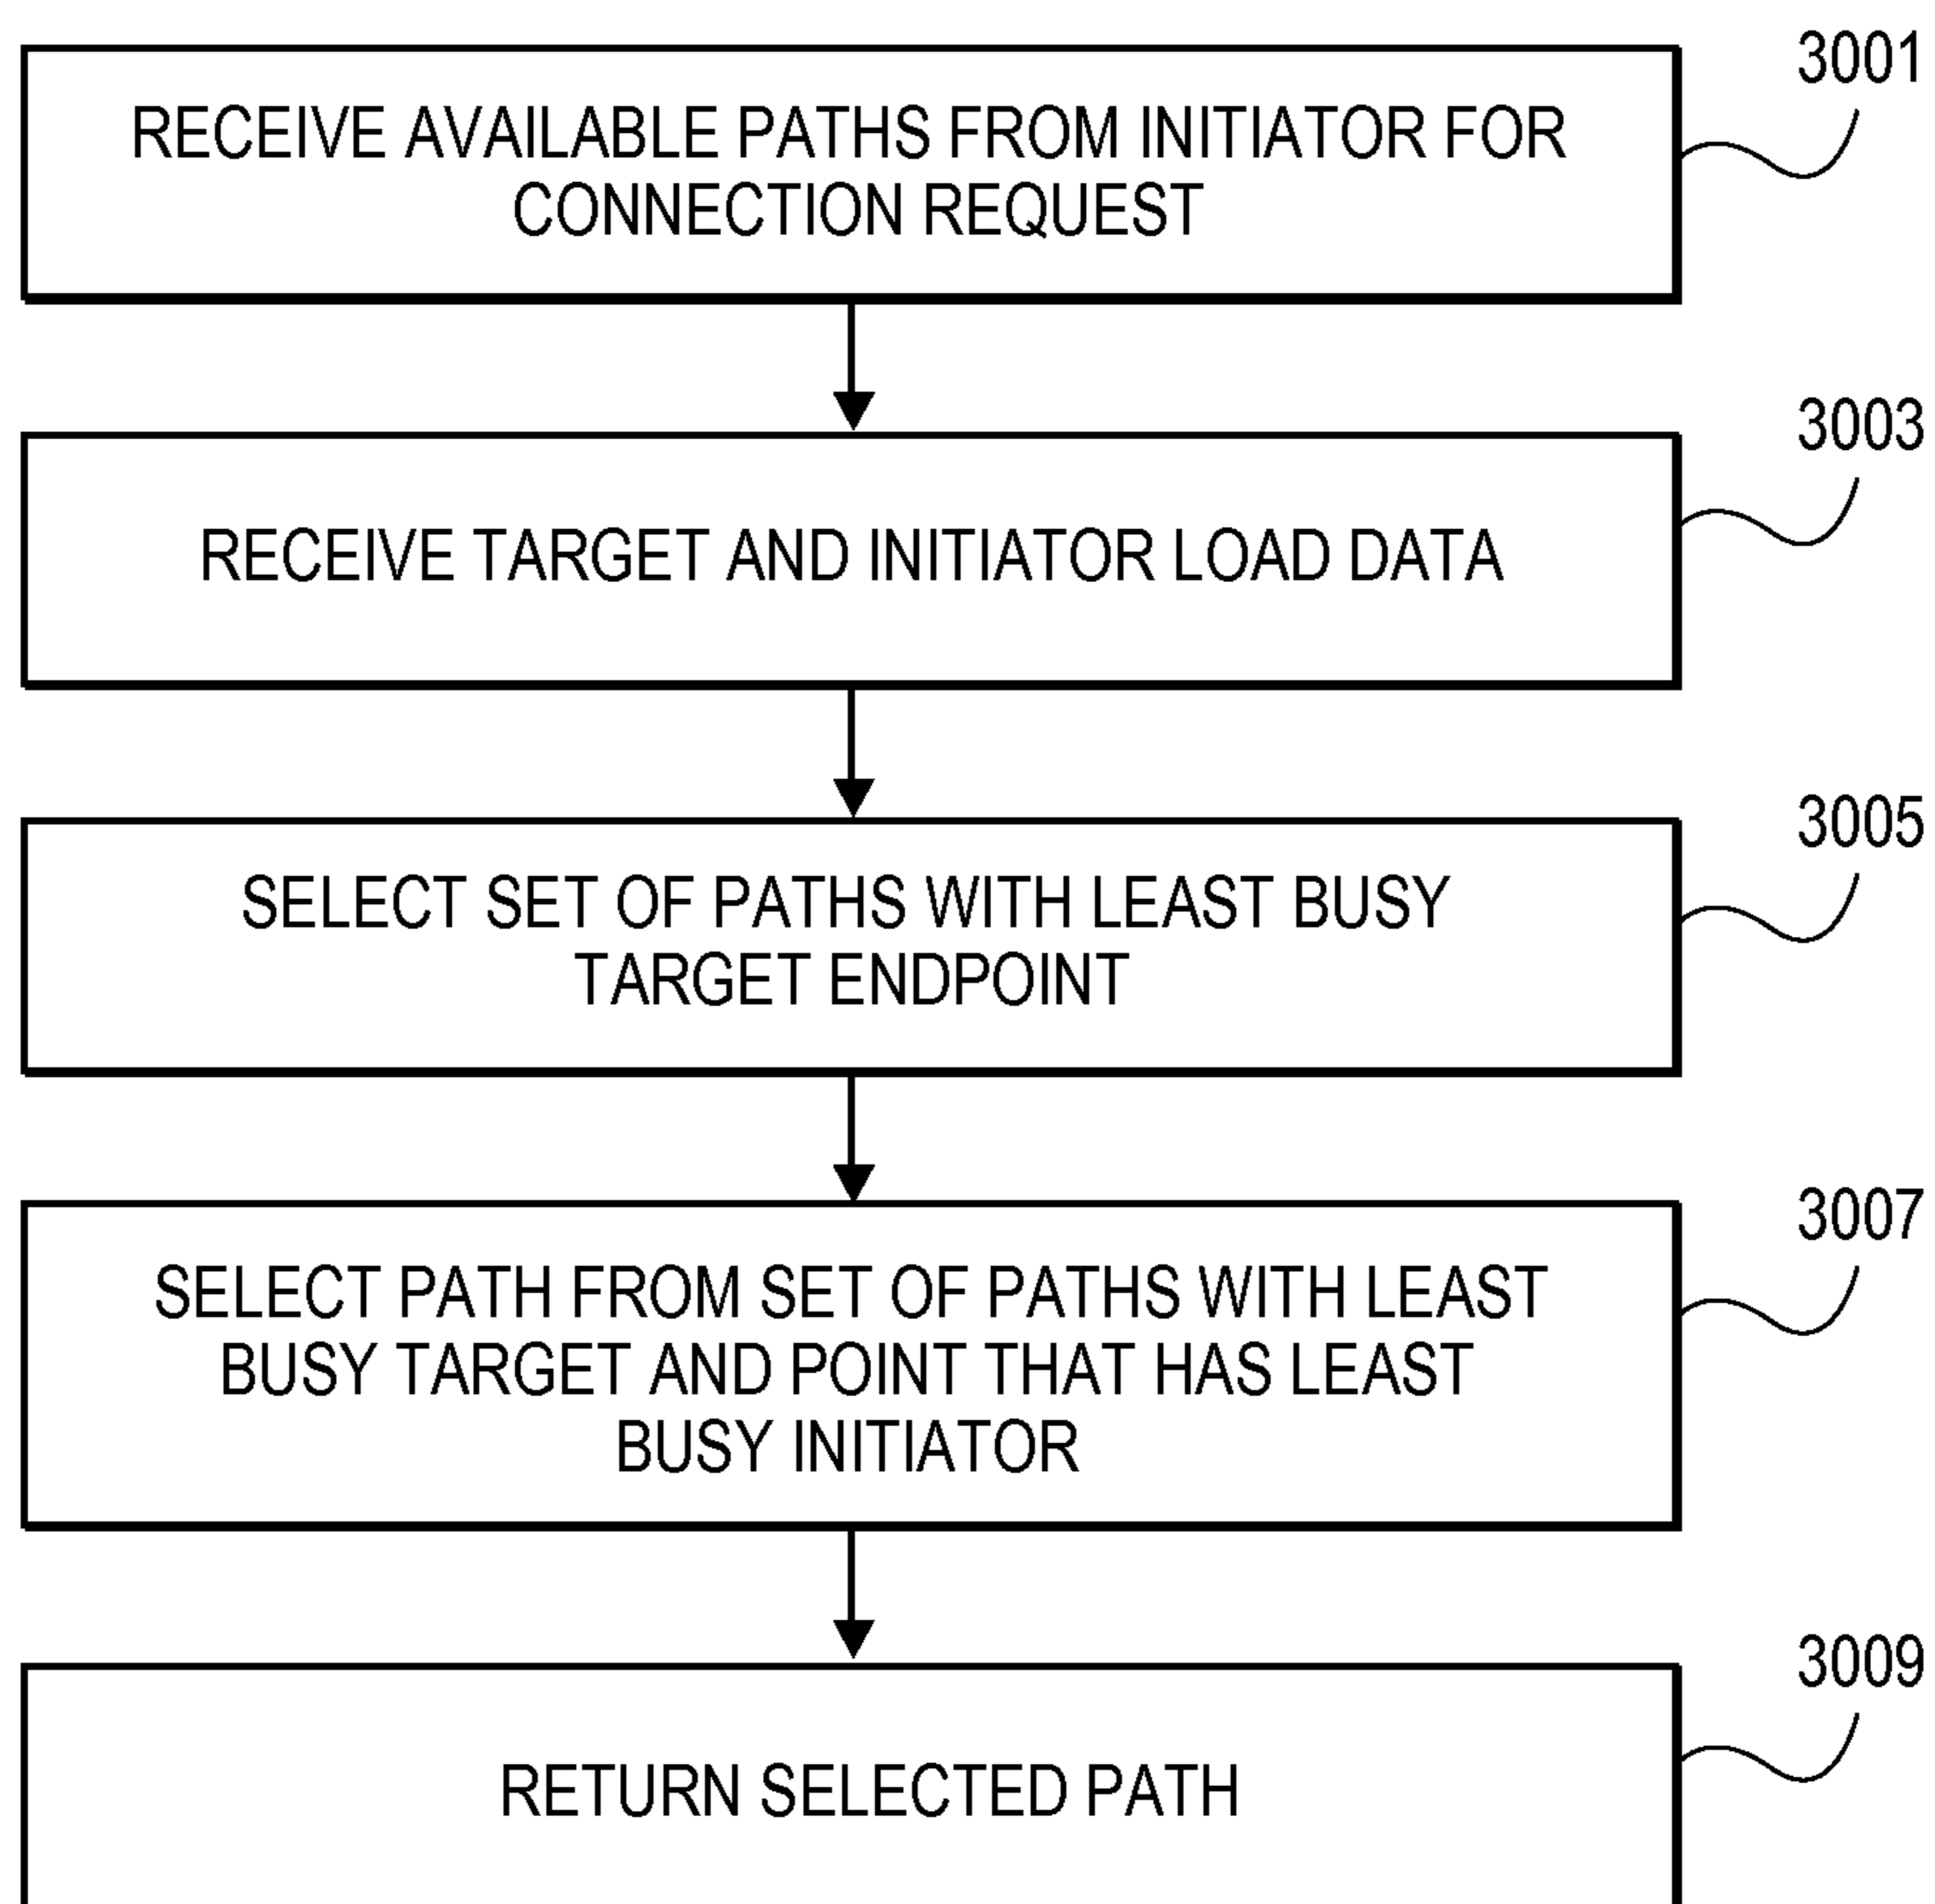 3001
RECEIVE AVAILABLE PATHS FROM INITIATOR FOR
CONNECTION REQUEST
3003
RECEIVE TARGET AND INITIATOR LOAD DATA
3005
SELECT SET OF PATHS WITH LEAST BUSY
TARGET ENDPOINT
3007
SELECT PATH FROM SET OF PATHS WITH LEAST
BUSY TARGET AND POINT THAT HAS LEAST
BUSY INITIATOR
3009
RETURN SELECTED PATH